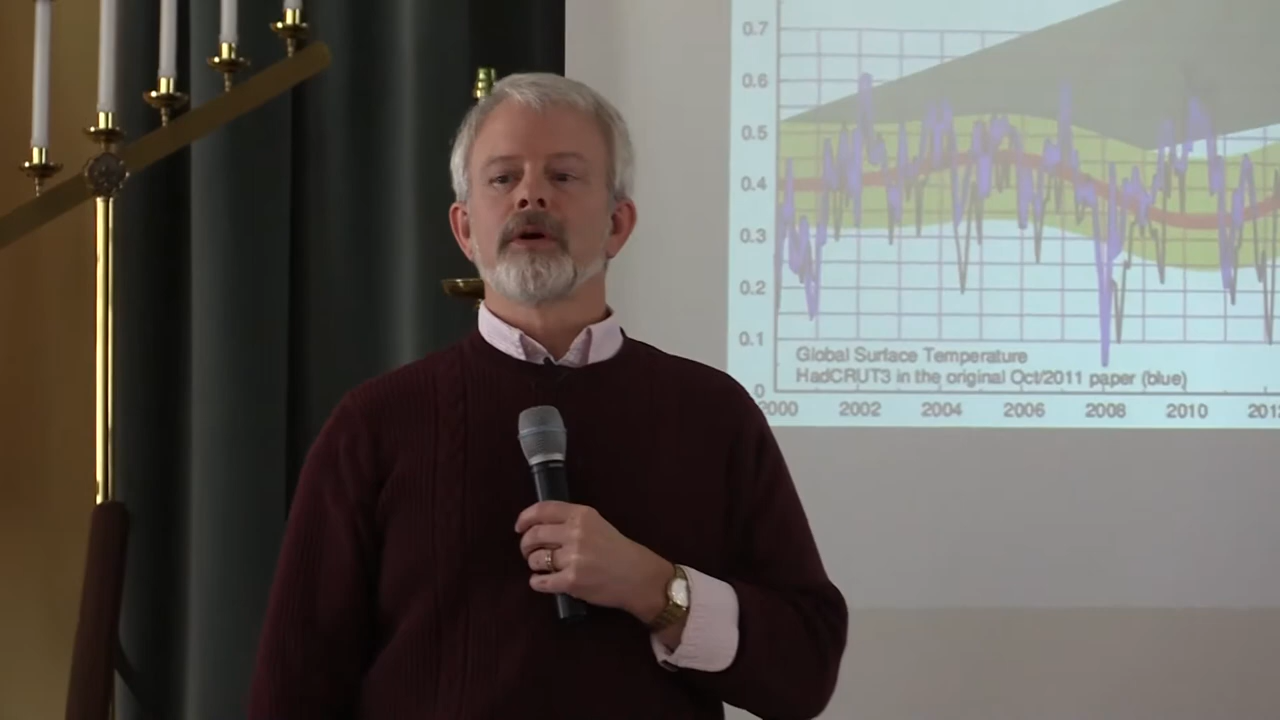 0.7
0.6
0.5
0.4
0.3
0.2
0.1
0
Global Surface Temperature
HadCRUT3 in the original Oct/2011 paper (blue)
2000 2002 2004 2006 2008 2010 201